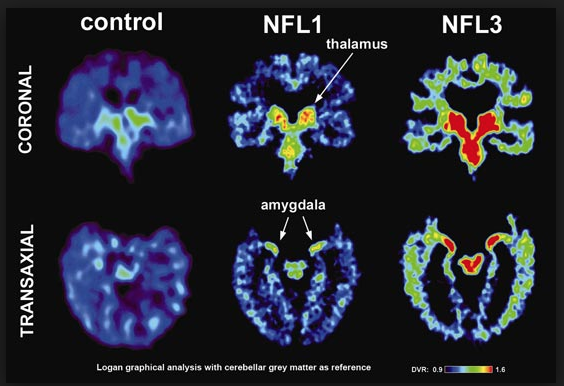 control NFL1 NFL3
thalamus
CORONAL
amygdala
TRANSAXIAL
Logan graphical analysis with cerebellar grey matter as reference
DVR: 0.9 1.6